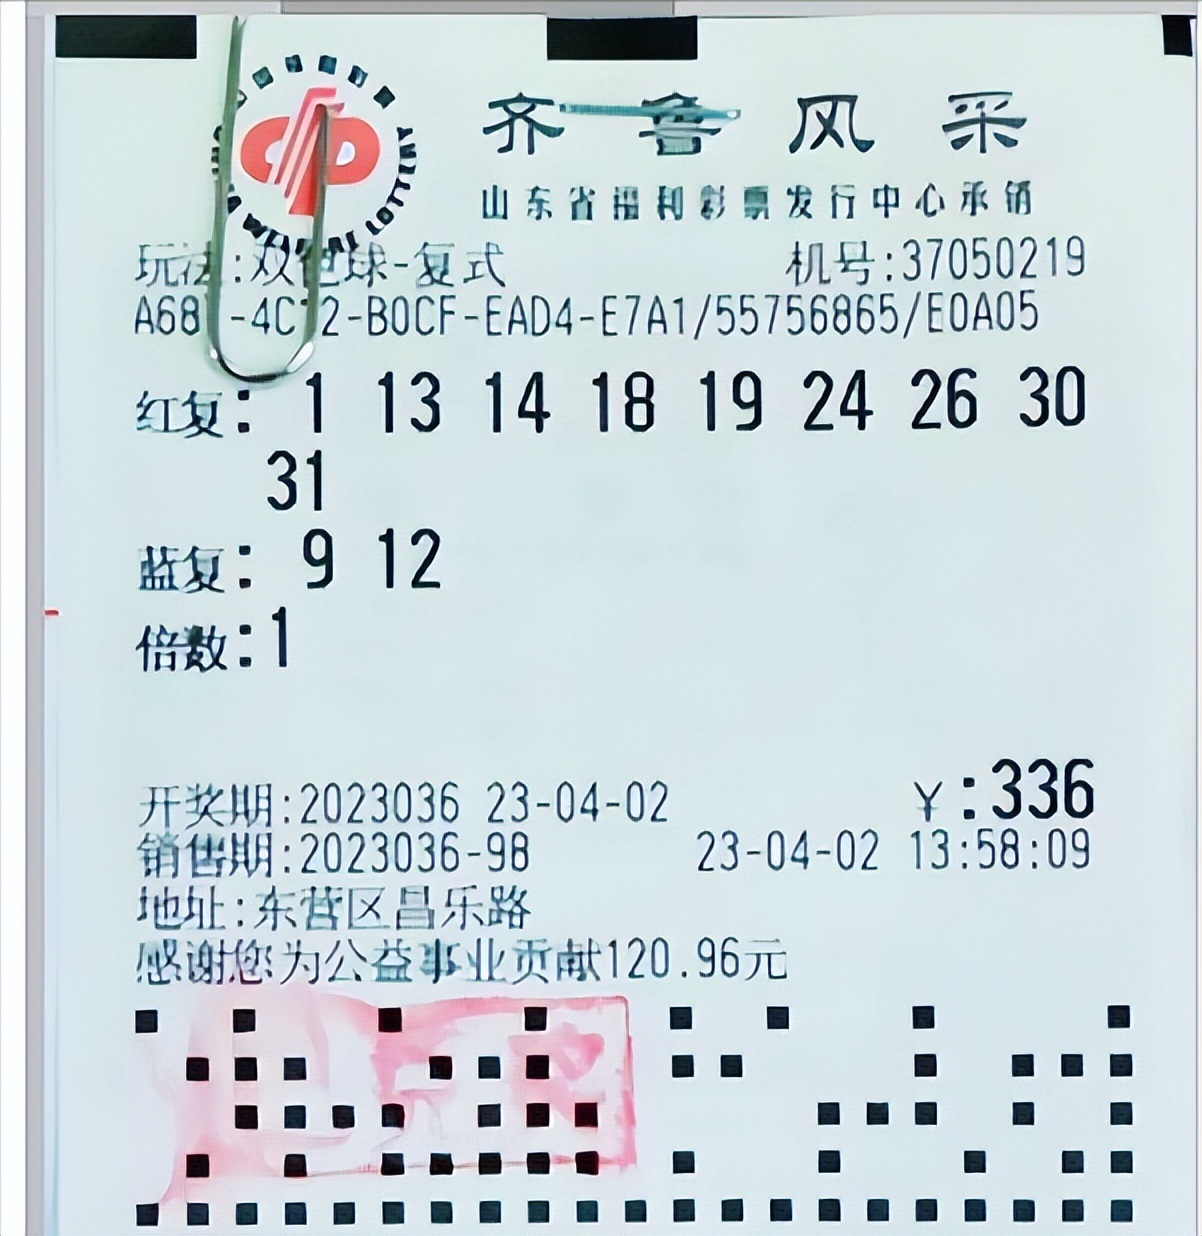 齐鲁风采
山东省福利彩票发行中心承销
玩法:双色球-复式 机号:37050219
-4C 2-B0CF-EAD4-E7A1/55756865/E0A05
红复: 1 13 14 18 19 24 26 30
31
蓝复: 9 12
倍数:1
开奖期:2023036 23-04-02 ¥:336
销售期:2023036-98 23-04-02 13:58:09
地址:东营区昌乐路
感谢您为公益事业贡献120.96元